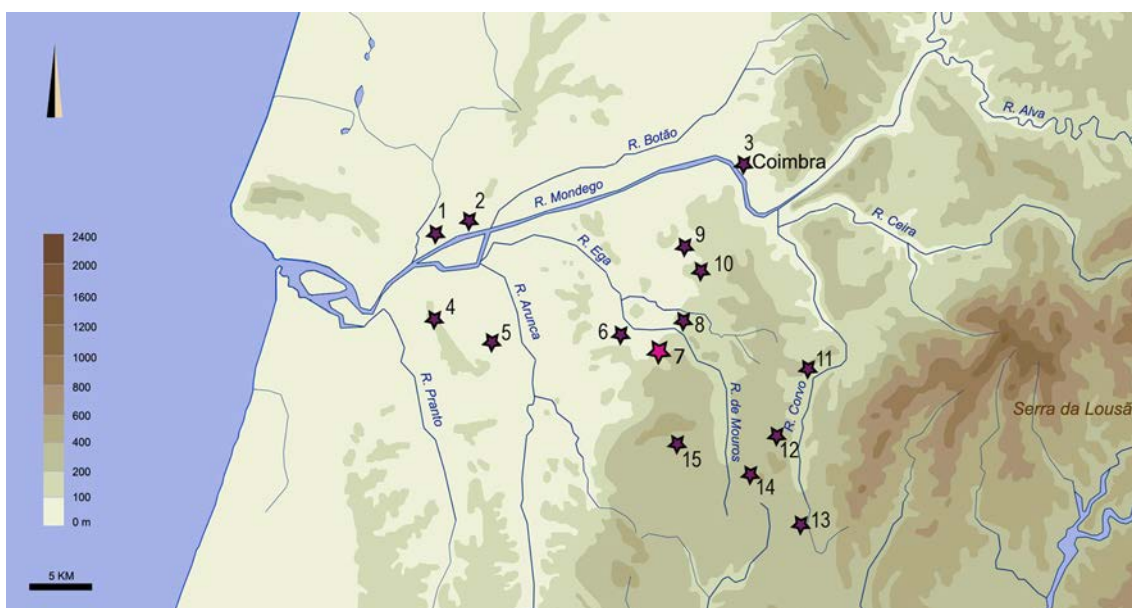 R. Alva
R. Botão
3
Coimbra
R. Mondego
2
1
R. Ceira
2400
2000
1600
1200
1000
800
600
400
200
100
0 m
9
R. Ega
10
4
R. Arunca
5
6
8
7
11
R. Pranto
R. de Mouros
R. Corvo
Serra da Lousã
12
15
14
13
5 KM